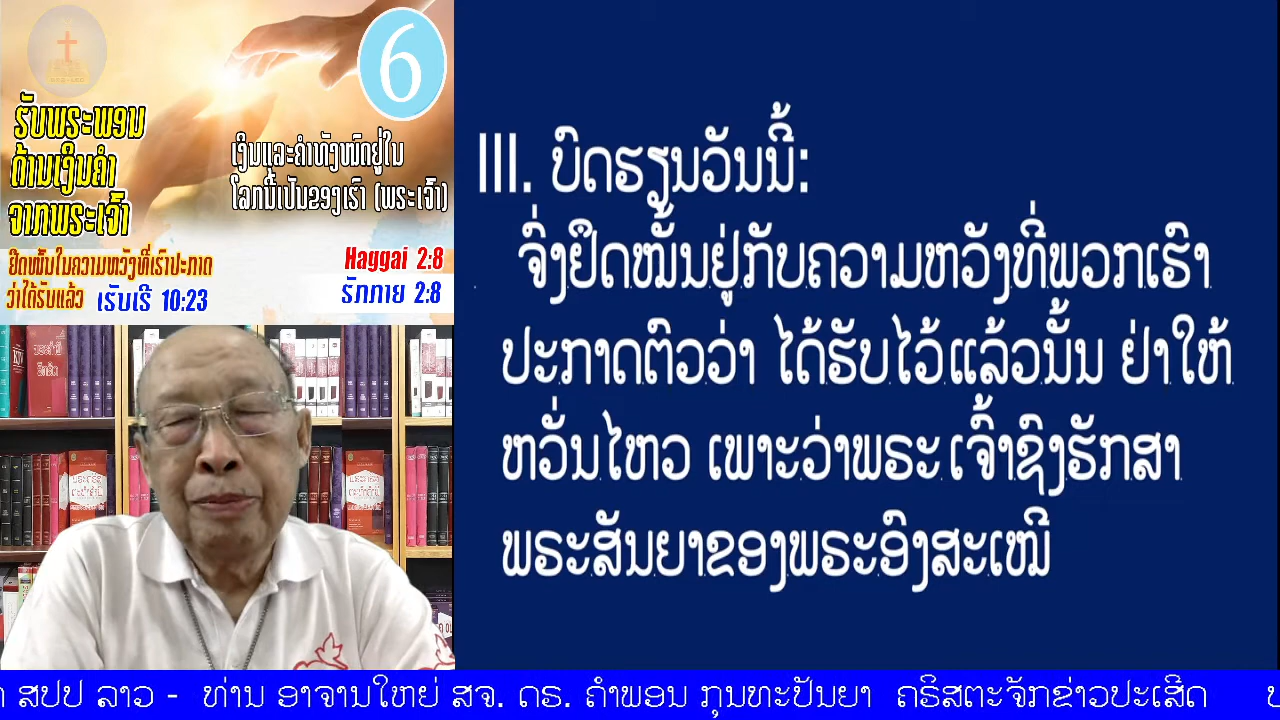 6
ຮັບພຣະພອນ
ດ້ານເງິນຄຳ
ຈາກພຣະເຈົ້າ
ເງິນແລະຄຳທັງໝົດຢູ່ໃນ
ໂລກນີ້ເປັນຂອງເຮົາ (ພຣະເຈົ້າ)
ຢຶດໝັ້ນໃນຄວາມຫວັງທີ່ເຮົາປະກາດ
ວ່າໄດ້ຮັບແລ້ວ ເຮັບເຣີ 10:23
Haggai 2:8
ຮັກກາຍ 2:8
III. ບົດຮຽນວັນນີ້:
ຈົ່ງຢຶດໝັ້ນຢູ່ກັບຄວາມຫວັງທີ່ພວກເຮົາ
ປະກາດຕົວວ່າ ໄດ້ຮັບໄວ້ແລ້ວນັ້ນ ຢ່າໃຫ້
ຫວັ່ນໄຫວ ເພາະວ່າພຣະເຈົ້າຊົງຮັກສາ
ພຣະສັນຍາຂອງພຣະອົງສະເໝີ
ສປປ ລາວ - ທ່ານ ອາຈານໃຫຍ່ ສຈ. ດຣ. ຄຳພອນ ກຸນທະປັນຍາ ຄຣິສຕະຈັກຂ່າວປະເສີດ